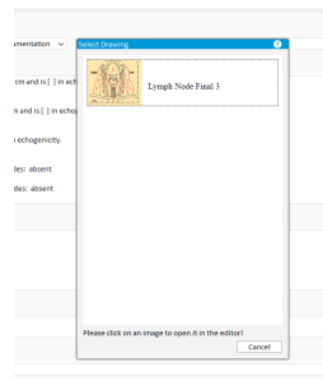 umentation
Select Drawing
?
cm and is [ ] in ech
Lymph Node Final 3
n and is [ ] in echo
echogenicity.
des: absent
des: absent
Please click on an image to open it in the editor!
Cancel